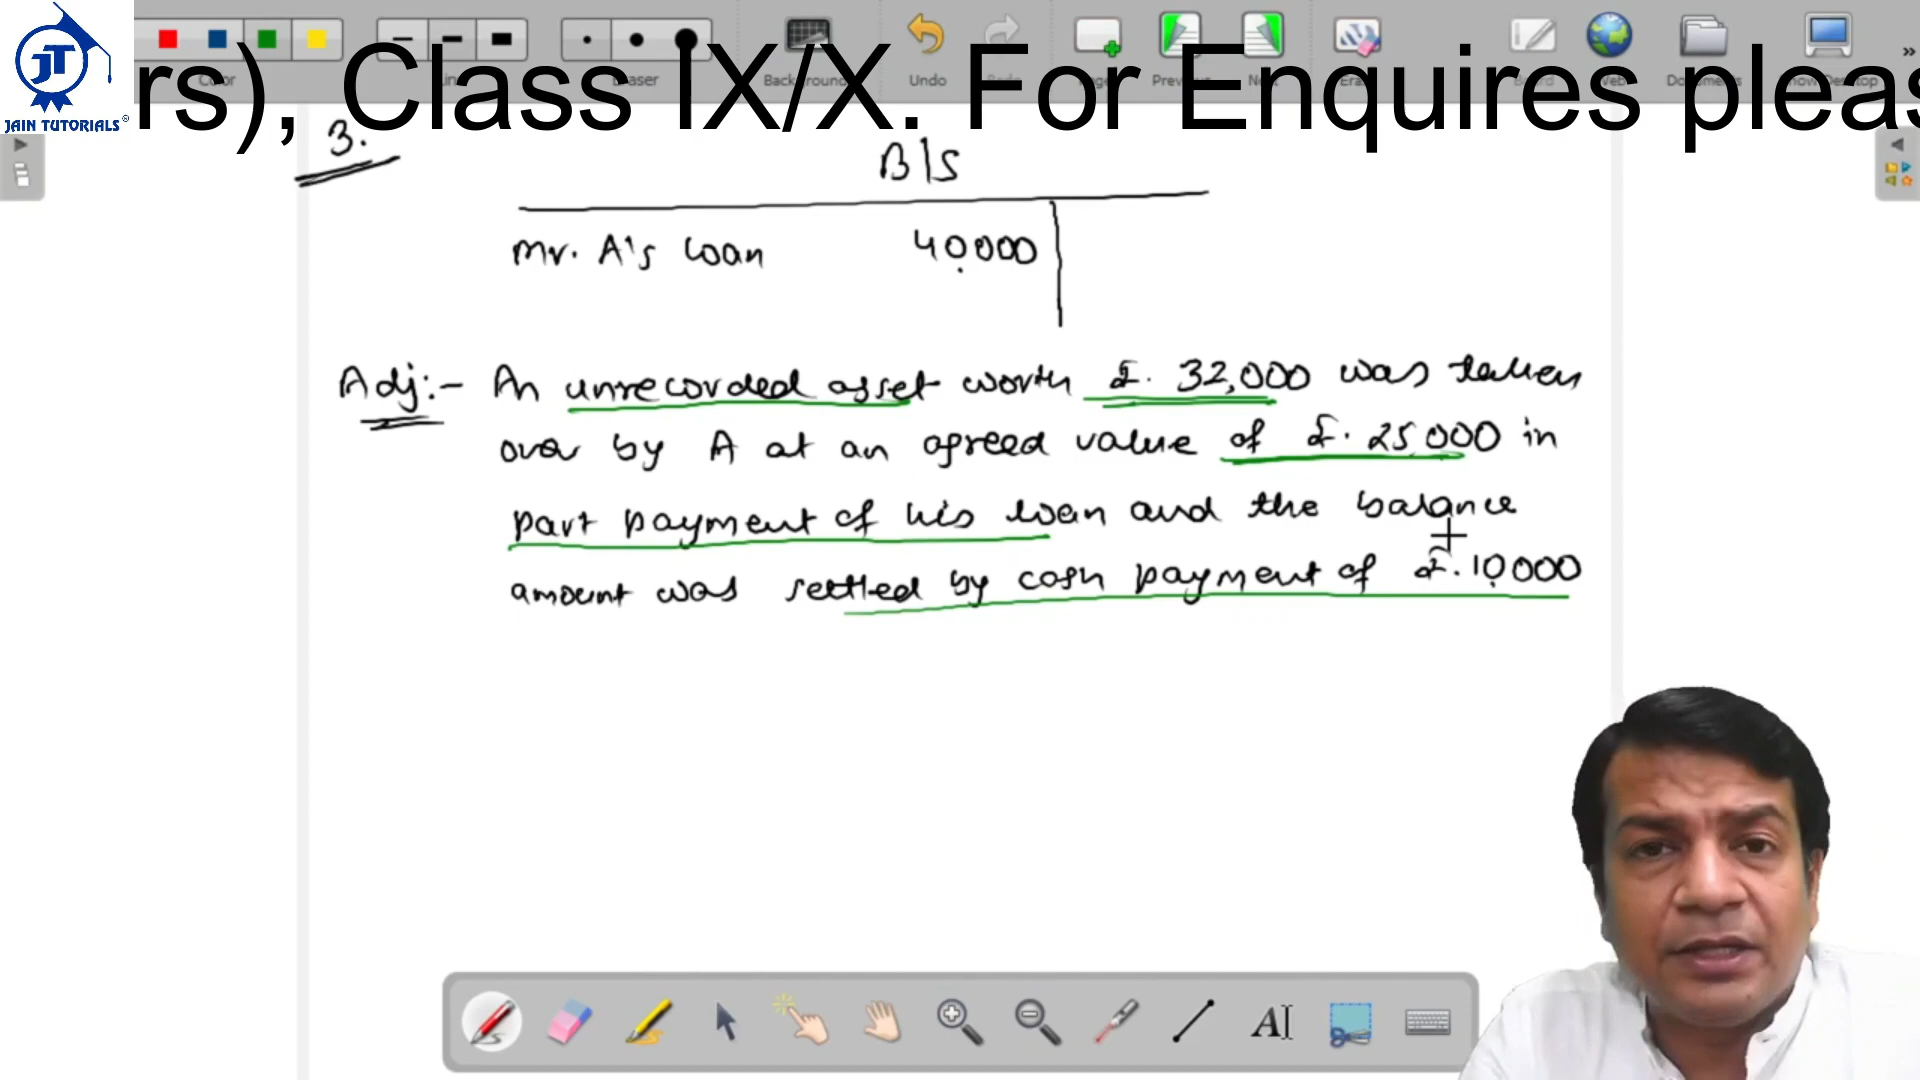 JT
JAIN TUTORIALS®
rs), Class IX/X. For Enquires pleas
Color
Undo
3.
B/S
Mr. A's loan 40,000
Adj:- An unrecorded asset worth ₹. 32,000 was taken
over by A at an agreed value of ₹. 25,000 in
part payment of his loan and the balance
amount was settled by cash payment of ₹. 10,000
AI